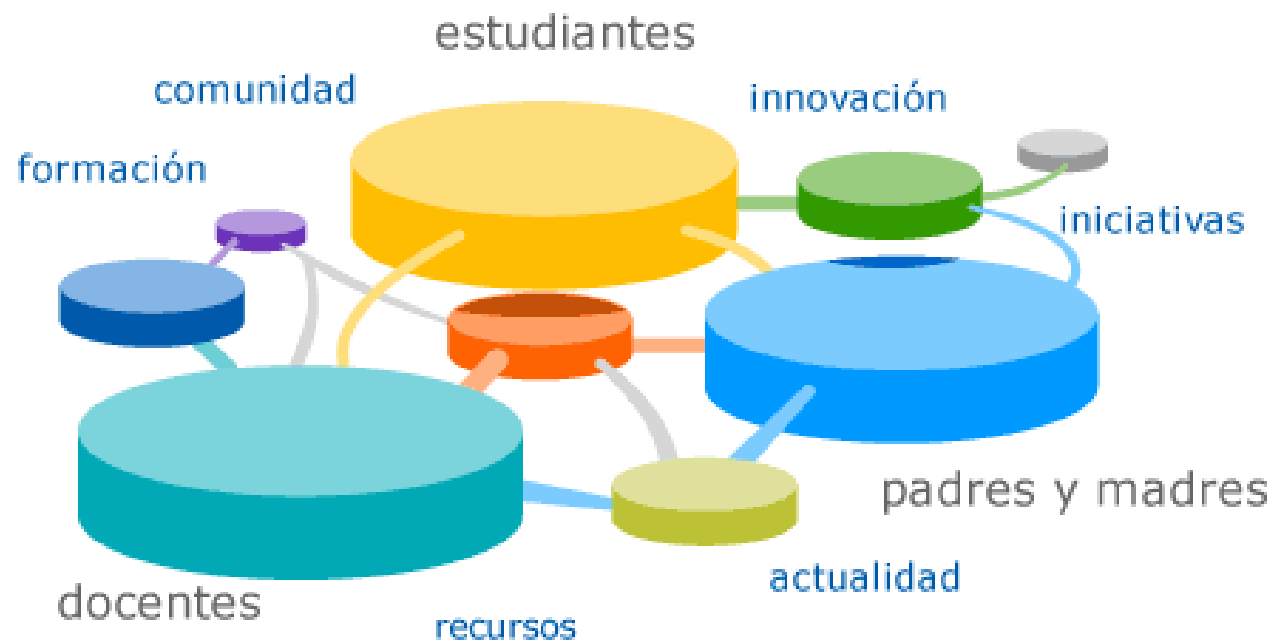 estudiantes
comunidad
innovación
formación
iniciativas
padres y madres
actualidad
docentes
recursos